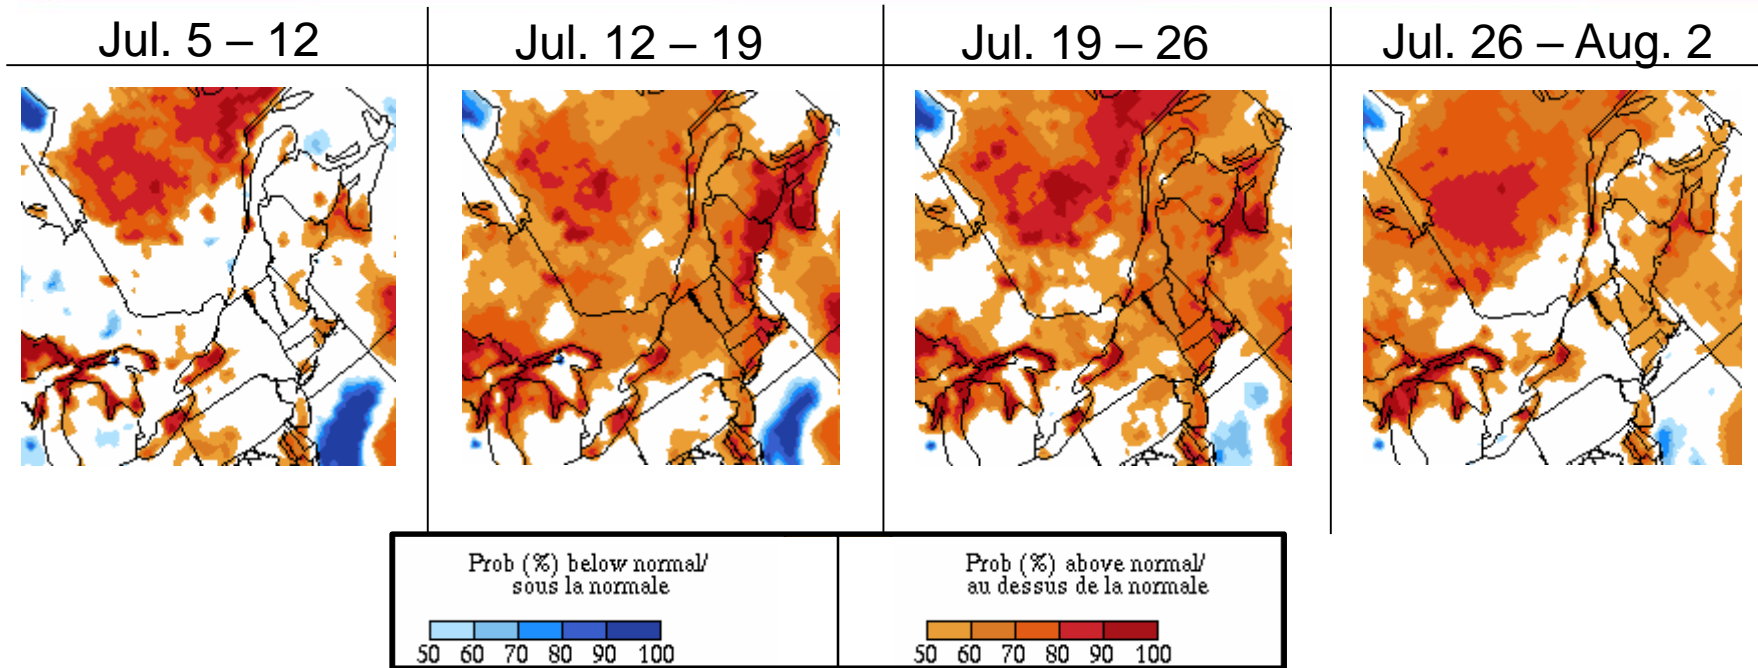 Jul. 5 – 12
Jul. 12 – 19
Jul. 19 – 26
Jul. 26 – Aug. 2
Prob (%) below normal/
sous la normale
50 60 70 80 90 100
Prob (%) above normal/
au dessus de la normale
50 60 70 80 90 100